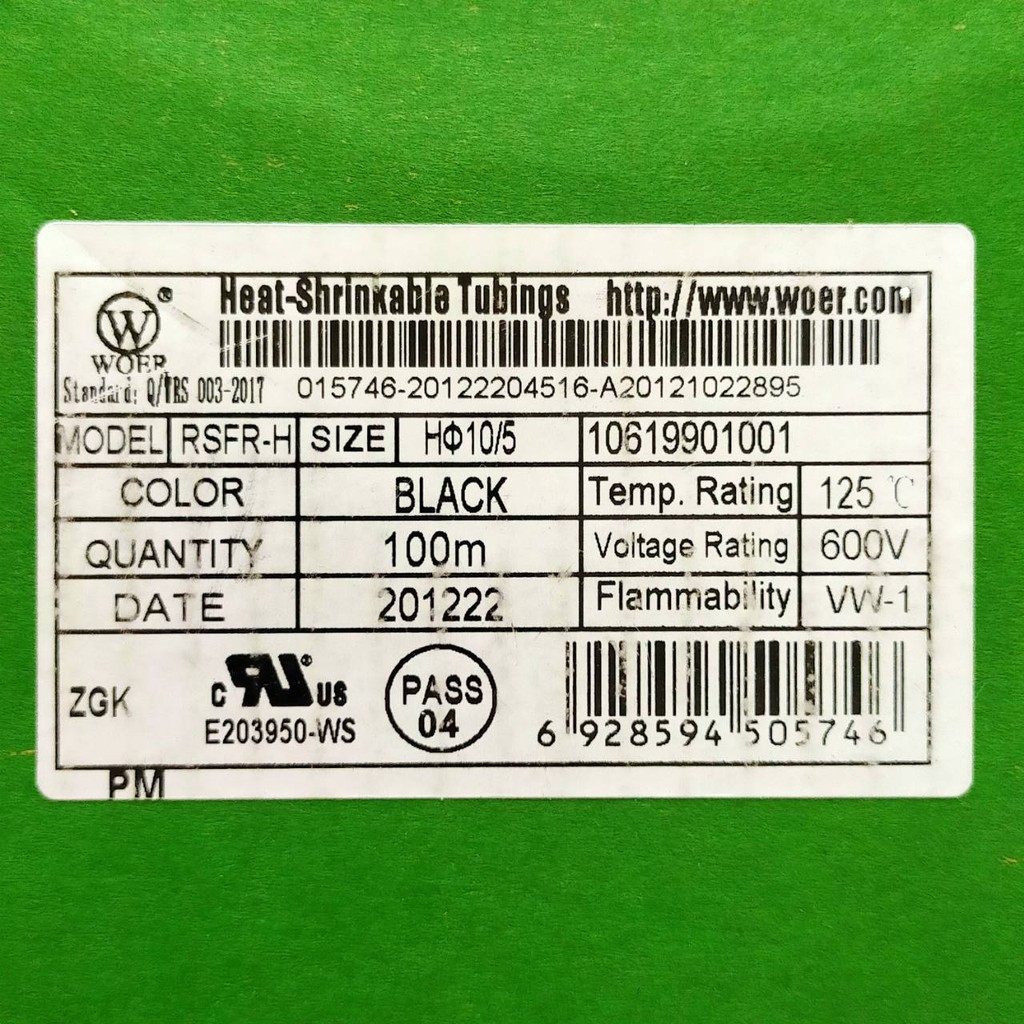 Heat-Shrinkable Tubings http://www.woer.com
W®
WOER
Standard: Q/TRS 003-2017 015746-20122204516-A20121022895
MODEL RSFR-H SIZE HΦ10/5 10619901001
COLOR BLACK Temp. Rating 125 ℃
QUANTITY 100m Voltage Rating 600V
DATE 201222 Flammability VW-1
ZGK c RU® US PASS
E203950-WS 04 6 928594 505746
PM